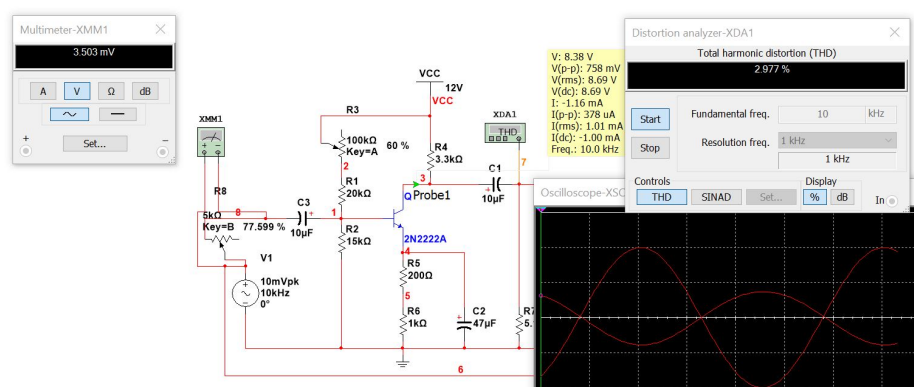 Multimeter-XMM1
3.503 mV
A
V
Ω
dB
+
Set...
−
XMM1
R8
5kΩ
Key=B
77.599 %
8
C3
+
10µF
V1
10mVpk
10kHz
0°
R3
100kΩ
Key=A
60 %
2
R1
20kΩ
1
R2
15kΩ
VCC
12V
VCC
R4
3.3kΩ
3
Probe1
Q
2N2222A
4
R5
200Ω
5
R6
1kΩ
C2
+
47µF
6
C1
+
10µF
XDA1
THD
7
R7
5.
V: 8.38 V
V(p-p): 758 mV
V(rms): 8.69 V
V(dc): 8.69 V
I: -1.16 mA
I(p-p): 378 uA
I(rms): 1.01 mA
I(dc): -1.00 mA
Freq.: 10.0 kHz
Distortion analyzer-XDA1
Total harmonic distortion (THD)
2.977 %
Start
Stop
Fundamental freq.
10
kHz
Resolution freq.
1 kHz
1 kHz
Controls
THD
SINAD
Set...
Display
%
dB
In
Oscilloscope-XSC